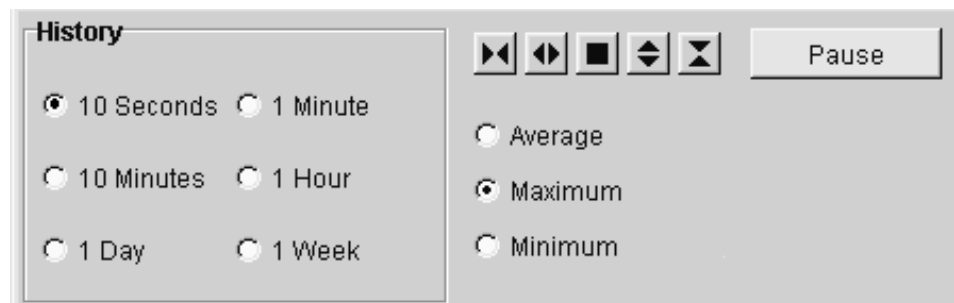 History
10 Seconds 1 Minute
10 Minutes 1 Hour
1 Day 1 Week
Pause
Average
Maximum
Minimum